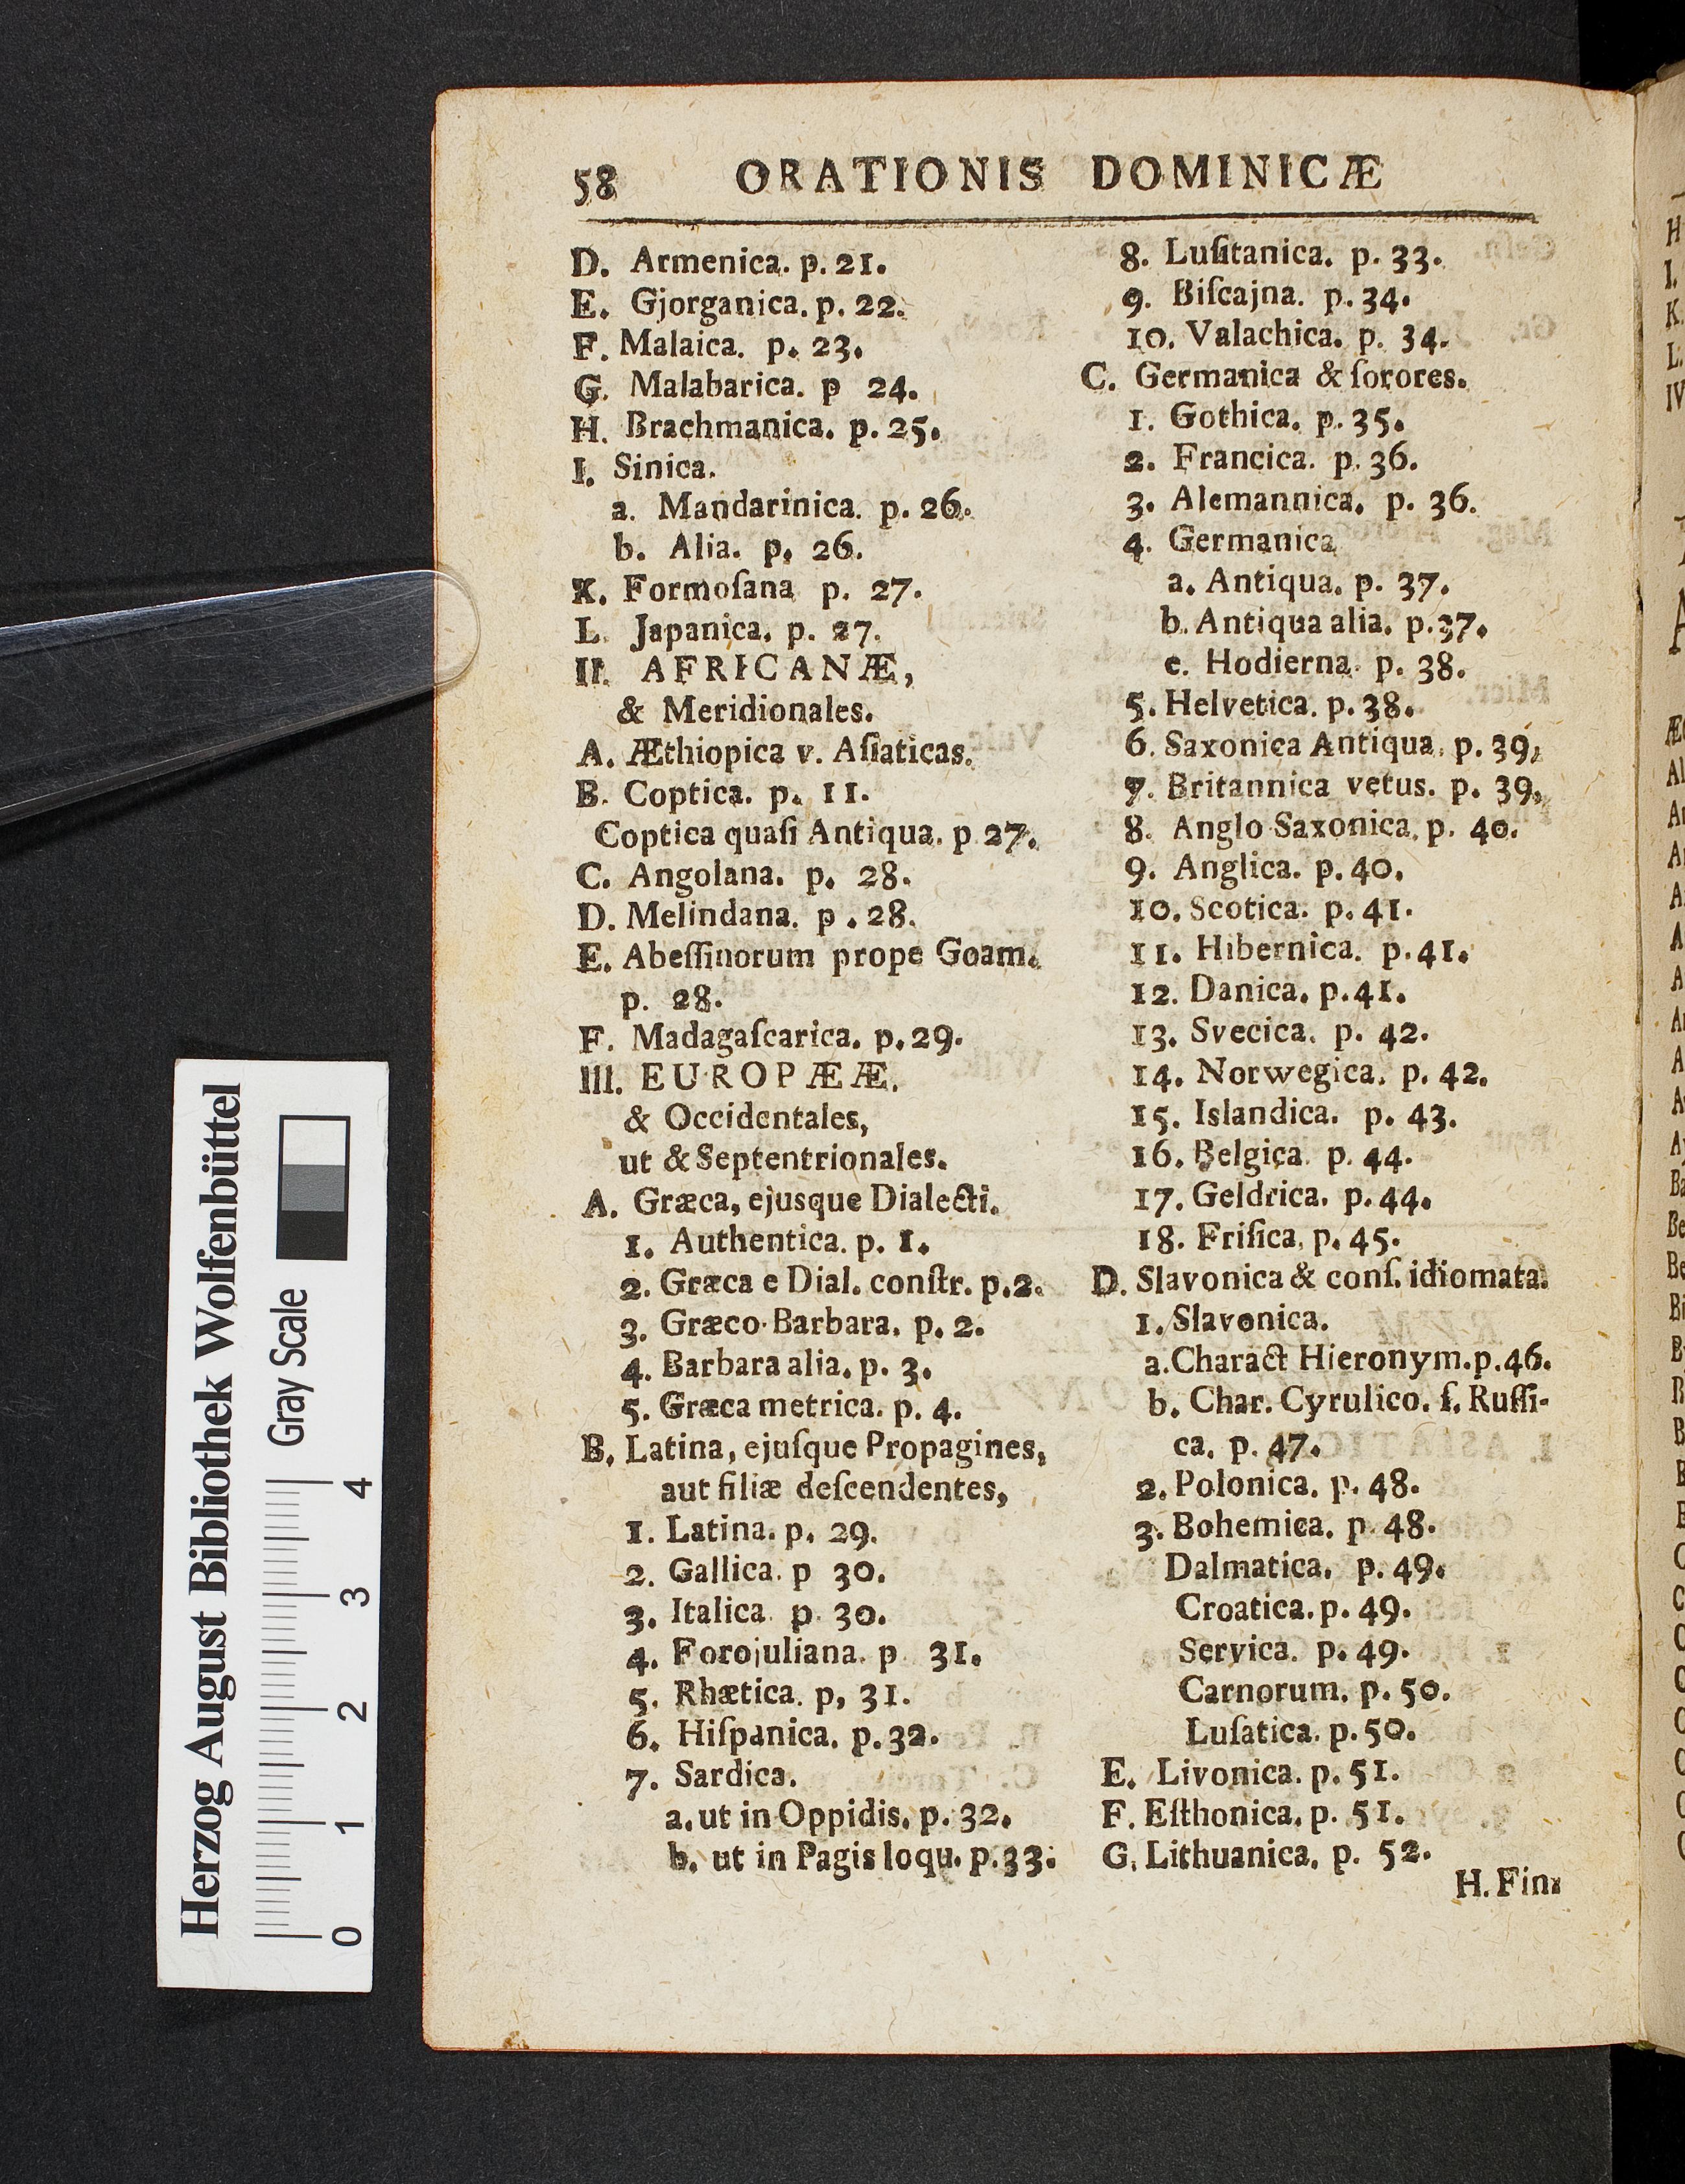 58 ORATIONIS DOMINICÆ
D. Armenica. p. 21.
E. Gjorganica. p. 22.
F. Malaica. p. 23.
G. Malabarica. p 24.
H. Brachmanica. p. 25.
I. Sinica.
a. Mandarinica. p. 26.
b. Alia. p. 26.
K. Formoſana p. 27.
L. Japanica. p. 27.
II. AFRICANÆ,
& Meridionales.
A. Æthiopica v. Aſiaticas.
B. Coptica. p. 11.
Coptica quaſi Antiqua. p 27.
C. Angolana. p. 28.
D. Melindana. p . 28.
E. Abeſſinorum prope Goam.
p. 28.
F. Madagaſcarica. p. 29.
III. EUROPÆÆ.
& Occidentales,
ut & Septentrionales.
A. Græca, ejusque Dialecti.
1. Authentica. p. 1.
2. Græca e Dial. conſtr. p. 2.
3. Græco-Barbara. p. 2.
4. Barbara alia. p. 3.
5. Græca metrica. p. 4.
B. Latina, ejuſque Propagines,
aut filiæ deſcendentes,
1. Latina. p. 29.
2. Gallica. p 30.
3. Italica. p. 30.
4. Forojuliana. p 31.
5. Rhætica. p, 31.
6. Hiſpanica. p. 32.
7. Sardica.
a. ut in Oppidis. p. 32.
b. ut in Pagis loqu. p. 33.
8. Luſitanica. p. 33.
9. Biſcajna. p. 34.
10. Valachica. p. 34.
C. Germanica & ſorores.
1. Gothica. p. 35.
2. Francica. p. 36.
3. Alemannica. p. 36.
4. Germanica
a. Antiqua. p. 37.
b. Antiqua alia. p. 37.
c. Hodierna. p. 38.
5. Helvetica. p. 38.
6. Saxonica Antiqua. p. 39,
7. Britannica vetus. p. 39,
8. Anglo Saxonica. p. 40.
9. Anglica. p. 40.
10. Scotica. p. 41.
11. Hibernica. p. 41.
12. Danica. p. 41.
13. Svecica. p. 42.
14. Norwegica. p. 42.
15. Islandica. p. 43.
16. Belgica. p. 44.
17. Geldrica. p. 44.
18. Friſica. p. 45.
D. Slavonica & conſ. idiomata.
1. Slavonica.
a. Charact Hieronym. p. 46.
b. Char. Cyrulico. ſ. Ruſſi-
ca. p. 47.
2. Polonica. p. 48.
3. Bohemica. p. 48.
Dalmatica. p. 49.
Croatica. p. 49.
Servica. p. 49.
Carnorum. p. 50.
Luſatica. p. 50.
E. Livonica. p. 51.
F. Eſthonica. p. 51.
G. Lithuanica. p. 52.
H. Fin-
Herzog August Bibliothek Wolfenbüttel
Gray Scale
0 1 2 3 4